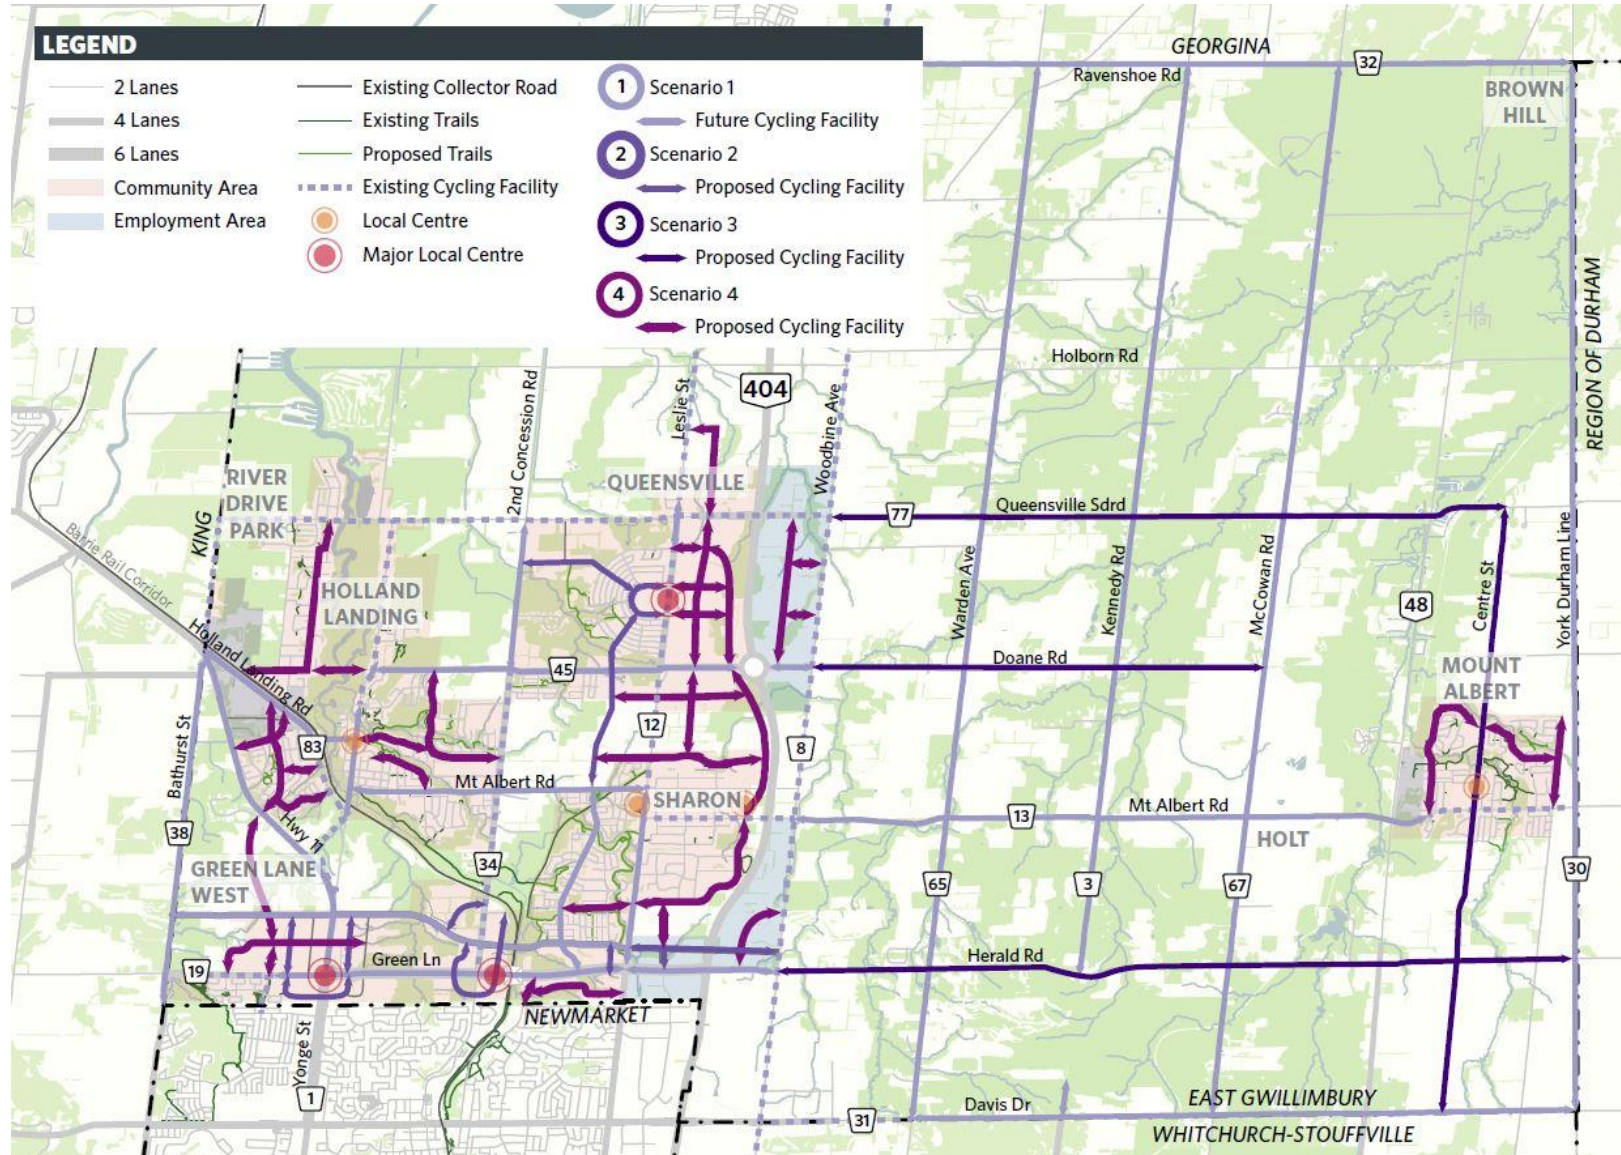 LEGEND
2 Lanes
4 Lanes
6 Lanes
Community Area
Employment Area
Existing Collector Road
Existing Trails
Proposed Trails
Existing Cycling Facility
Local Centre
Major Local Centre
1 Scenario 1
Future Cycling Facility
2 Scenario 2
Proposed Cycling Facility
3 Scenario 3
Proposed Cycling Facility
4 Scenario 4
Proposed Cycling Facility
GEORGINA
32
Ravenshoe Rd
BROWN
HILL
REGION OF DURHAM
Holborn Rd
404
Leslie St
2nd Concession Rd
Woodbine Ave
RIVER
DRIVE
PARK
KING
QUEENSVILLE
77
Queensville Sdrd
Barrie Rail Corridor
HOLLAND
LANDING
Holland Landing Rd
Warden Ave
Kennedy Rd
McCowan Rd
48
Centre St
York Durham Line
45
Doane Rd
MOUNT
ALBERT
Bathurst St
83
12
8
Mt Albert Rd
SHARON
13
Mt Albert Rd
HOLT
38
Hwy 11
GREEN LANE
WEST
34
65
3
67
30
19
Green Ln
Herald Rd
NEWMARKET
Yonge St
1
31
Davis Dr
EAST GWILLIMBURY
WHITCHURCH-STOUFFVILLE